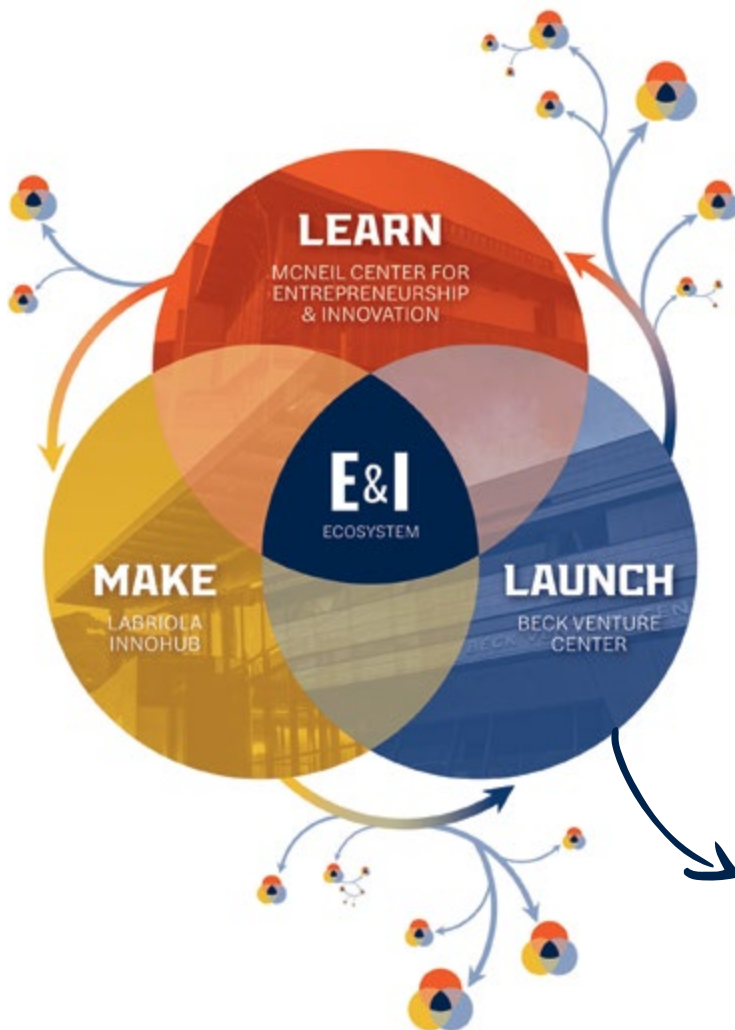 LEARN
MCNEIL CENTER FOR
ENTREPRENEURSHIP
& INNOVATION
E&I
ECOSYSTEM
MAKE
LABRIOLA
INNOHUB
LAUNCH
BECK VENTURE
CENTER